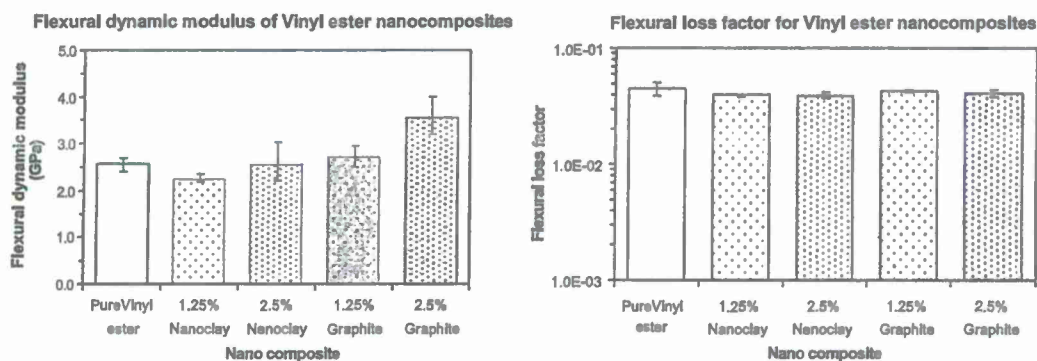 Flexural dynamic modulus of Vinyl ester nanocomposites
Flexural dynamic modulus
(GPa)
5.0
4.0
3.0
2.0
1.0
0.0
PureVinyl
ester
1.25%
Nanoclay
2.5%
Nenoclay
1.25%
Graphite
2.5%
Graphite
Nano composite
Flexural loss factor for Vinyl ester nanocomposites
Flexural loss factor
1.0E-01
1.0E-02
1.0E-03
PureVinyl
ester
1.25%
Nanoclay
2.5%
Nenoclay
1.25%
Graphite
2.5%
Graphite
Nano composite